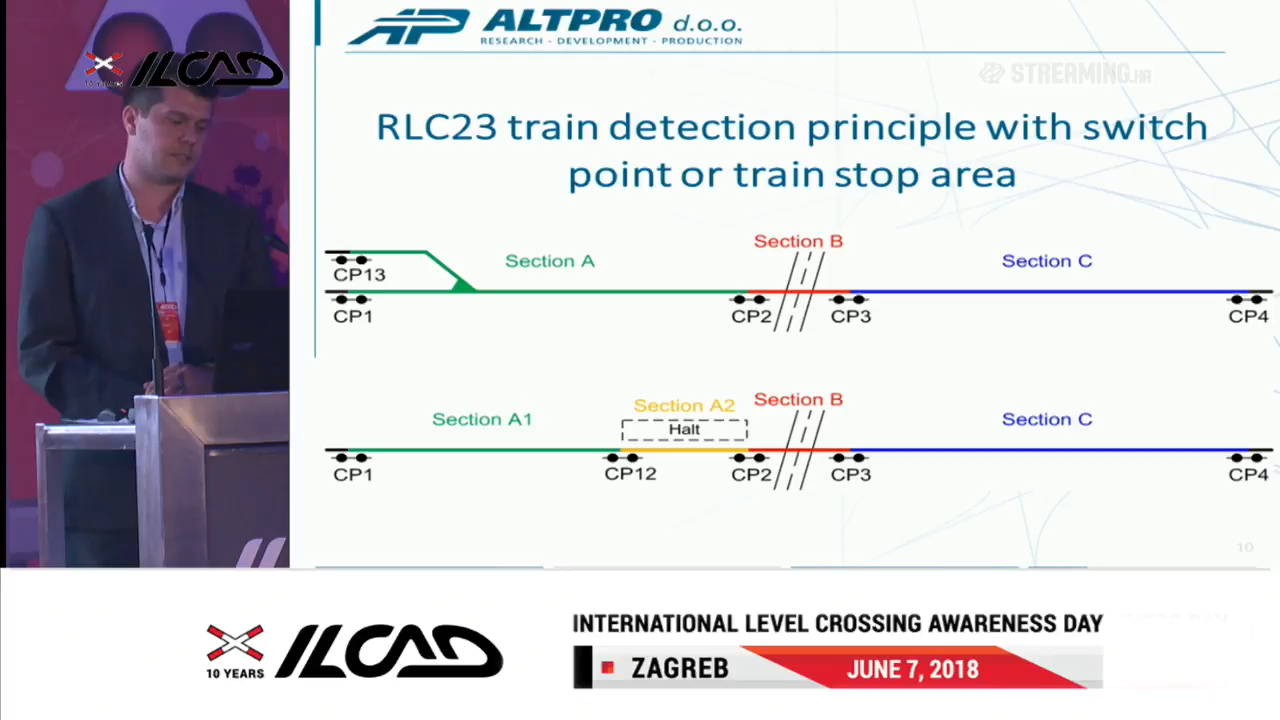 ALTPRO d.o.o.
RESEARCH - DEVELOPMENT - PRODUCTION
10 YEARS ILCAD
STREAMING.HR
RLC23 train detection principle with switch
point or train stop area
Section B
Section A
Section C
CP13
CP1
CP2
CP3
CP4
Section B
Section A2
Section A1
Section C
Halt
CP1
CP12
CP2
CP3
CP4
10
ILCAD
10 YEARS
INTERNATIONAL LEVEL CROSSING AWARENESS DAY
ZAGREB
JUNE 7, 2018